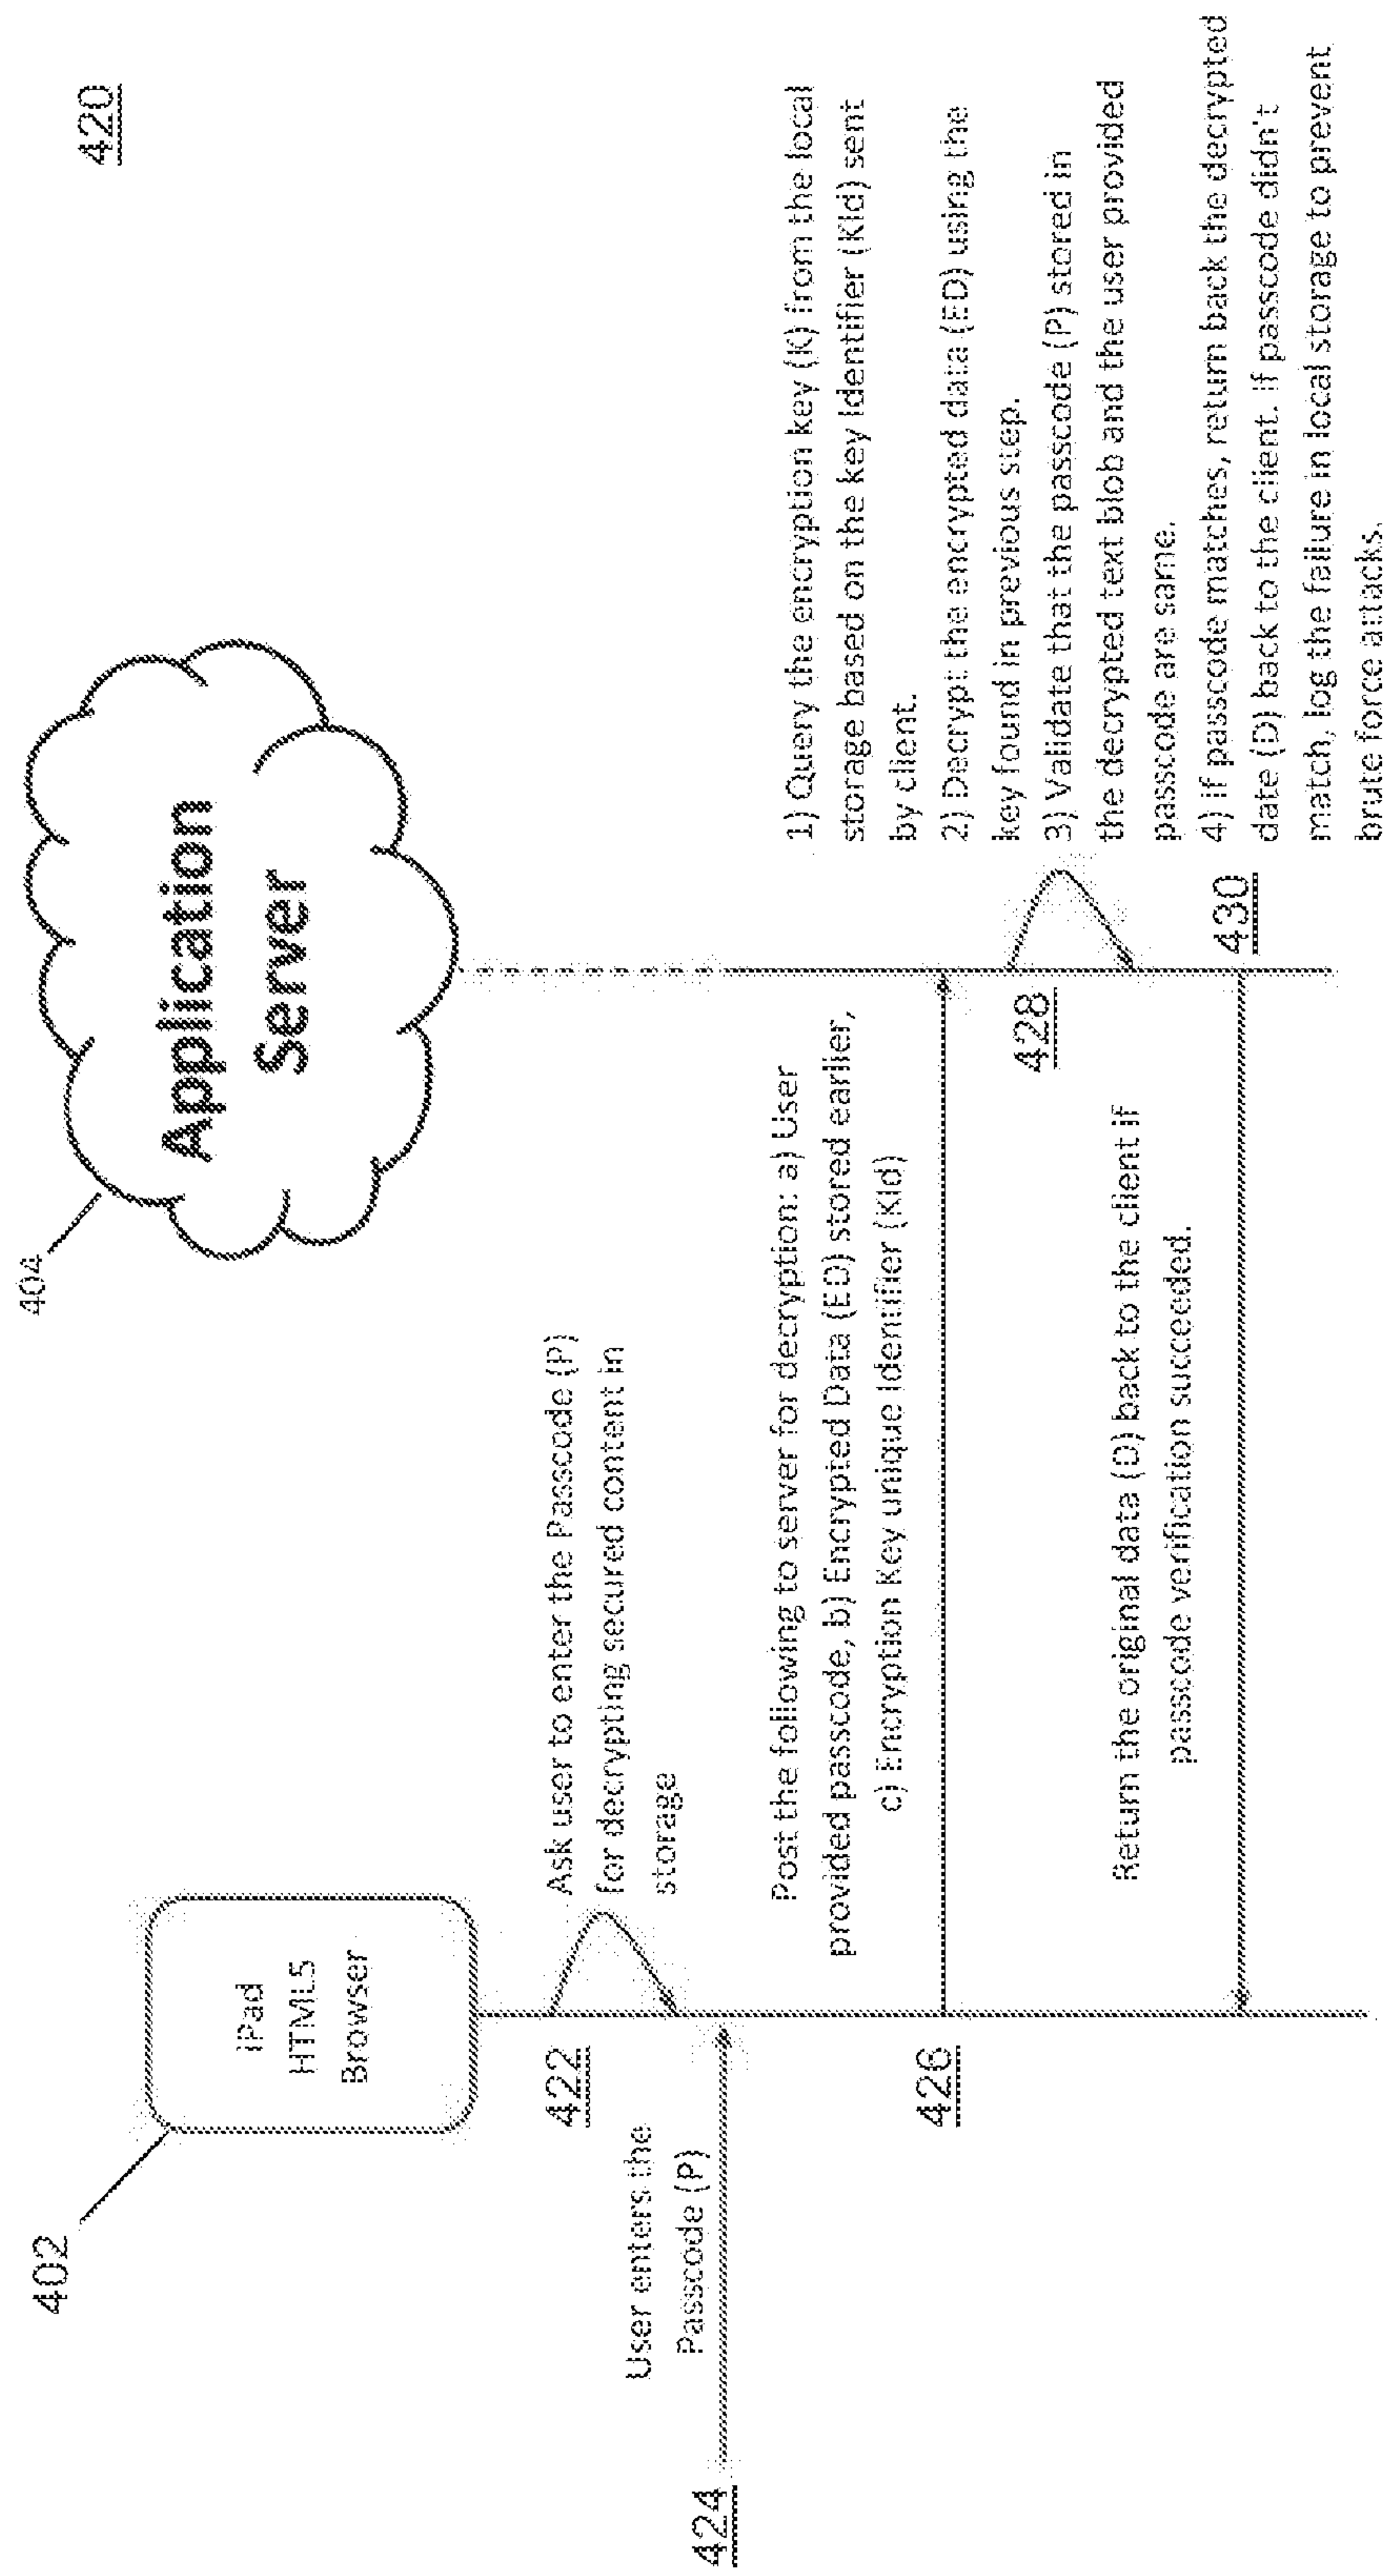 420
404
Application
Server
402
iPad
HTML5
Browser
422
Ask user to enter the Passcode (P)
for decrypting secured content in
storage
User enters the
Passcode (P)
424
Post the following to server for decryption: a) User
provided passcode, b) Encrypted Data (ED) stored earlier,
c) Encryption Key unique Identifier (KId)
426
428
1) Query the encryption key (K) from the local
storage based on the key Identifier (KId) sent
by client.
2) Decrypt the encrypted data (ED) using the
key found in previous step.
3) Validate that the passcode (P) stored in
the decrypted text blob and the user provided
passcode are same.
4) If passcode matches, return back the decrypted
date (D) back to the client. If passcode didn't
match, log the failure in local storage to prevent
brute force attacks.
Return the original data (D) back to the client if
passcode verification succeeded.
430